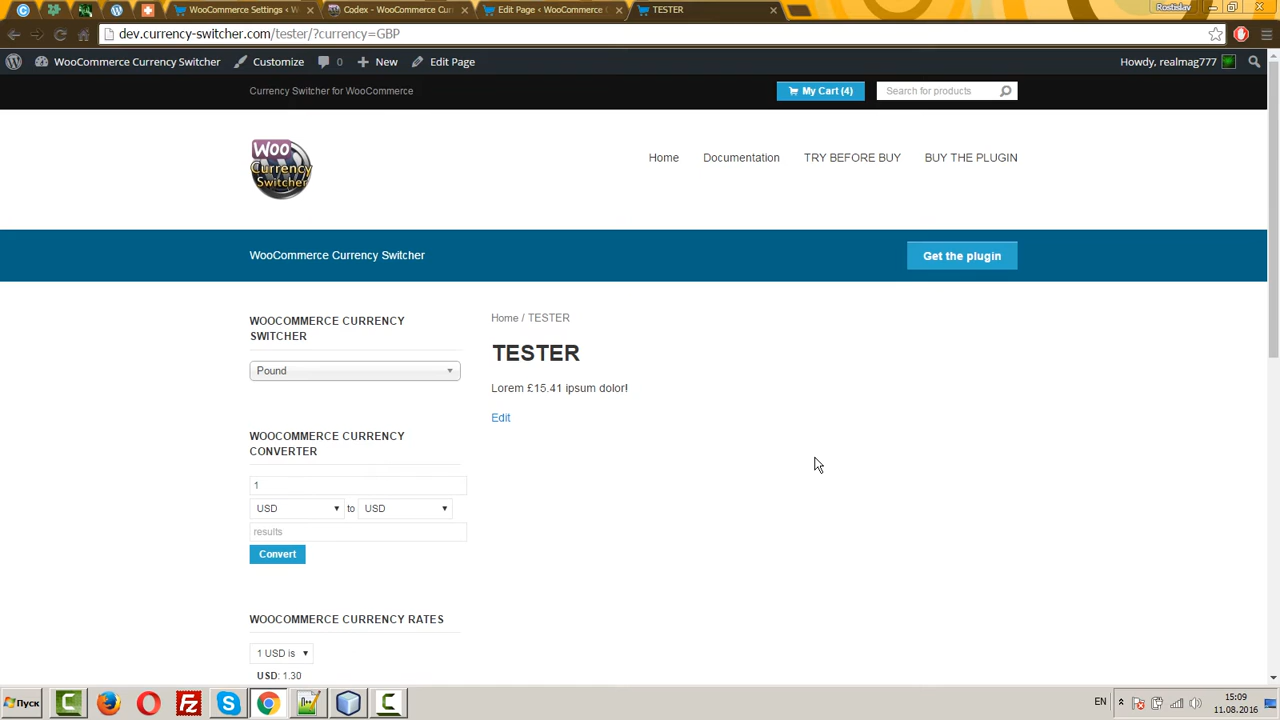 WooCommerce Settings ‹ W
Codex - WooCommerce Cur
Edit Page ‹ WooCommerce C
TESTER
Rostislav
dev.currency-switcher.com/tester/?currency=GBP
WooCommerce Currency Switcher
Customize
0
New
Edit Page
Howdy, realmag777
Currency Switcher for WooCommerce
My Cart (4)
Search for products
Woo
Currency
Switcher
Home
Documentation
TRY BEFORE BUY
BUY THE PLUGIN
WooCommerce Currency Switcher
Get the plugin
WOOCOMMERCE CURRENCY
SWITCHER
Pound
Home / TESTER
TESTER
Lorem £15.41 ipsum dolor!
Edit
WOOCOMMERCE CURRENCY
CONVERTER
1
USD to USD
results
Convert
WOOCOMMERCE CURRENCY RATES
1 USD is
USD: 1.30
Пуск
EN
15:09
11.08.2016